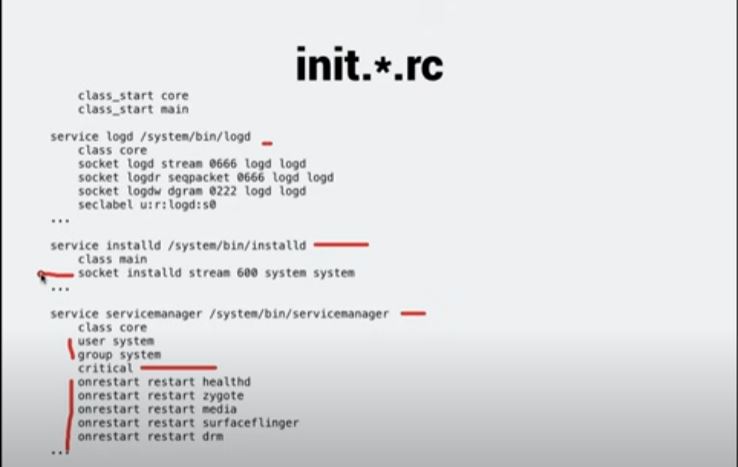 init.*.rc
class_start core
class_start main
service logd /system/bin/logd
class core
socket logd stream 0666 logd logd
socket logdr seqpacket 0666 logd logd
socket logdw dgram 0222 logd logd
seclabel u:r:logd:s0
...
service installd /system/bin/installd
class main
socket installd stream 600 system system
...
service servicemanager /system/bin/servicemanager
class core
user system
group system
critical
onrestart restart healthd
onrestart restart zygote
onrestart restart media
onrestart restart surfaceflinger
onrestart restart drm
...